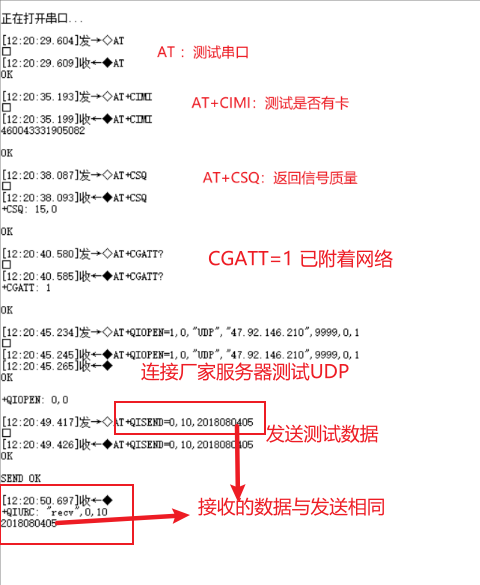 正在打开串口...
[12:20:29.604]发→◇AT
口
[12:20:29.609]收←◆AT
OK
AT：测试串口
[12:20:35.193]发→◇AT+CIMI
口
[12:20:35.199]收←◆AT+CIMI
460043331905082
AT+CIMI：测试是否有卡
OK
[12:20:38.087]发→◇AT+CSQ
口
[12:20:38.093]收←◆AT+CSQ
+CSQ: 15,0
AT+CSQ：返回信号质量
OK
[12:20:40.580]发→◇AT+CGATT?
口
[12:20:40.585]收←◆AT+CGATT?
+CGATT: 1
CGATT=1 已附着网络
OK
[12:20:45.234]发→◇AT+QIOPEN=1,0,"UDP","47.92.146.210",9999,0,1
口
[12:20:45.245]收←◆AT+QIOPEN=1,0,"UDP","47.92.146.210",9999,0,1
[12:20:45.265]收←◆
OK
连接厂家服务器测试UDP
+QIOPEN: 0,0
[12:20:49.417]发→◇AT+QISEND=0,10,2018080405
口
[12:20:49.426]收←◆AT+QISEND=0,10,2018080405
OK
发送测试数据
SEND OK
[12:20:50.697]收←◆
+QIURC: "recv",0,10
2018080405
接收的数据与发送相同